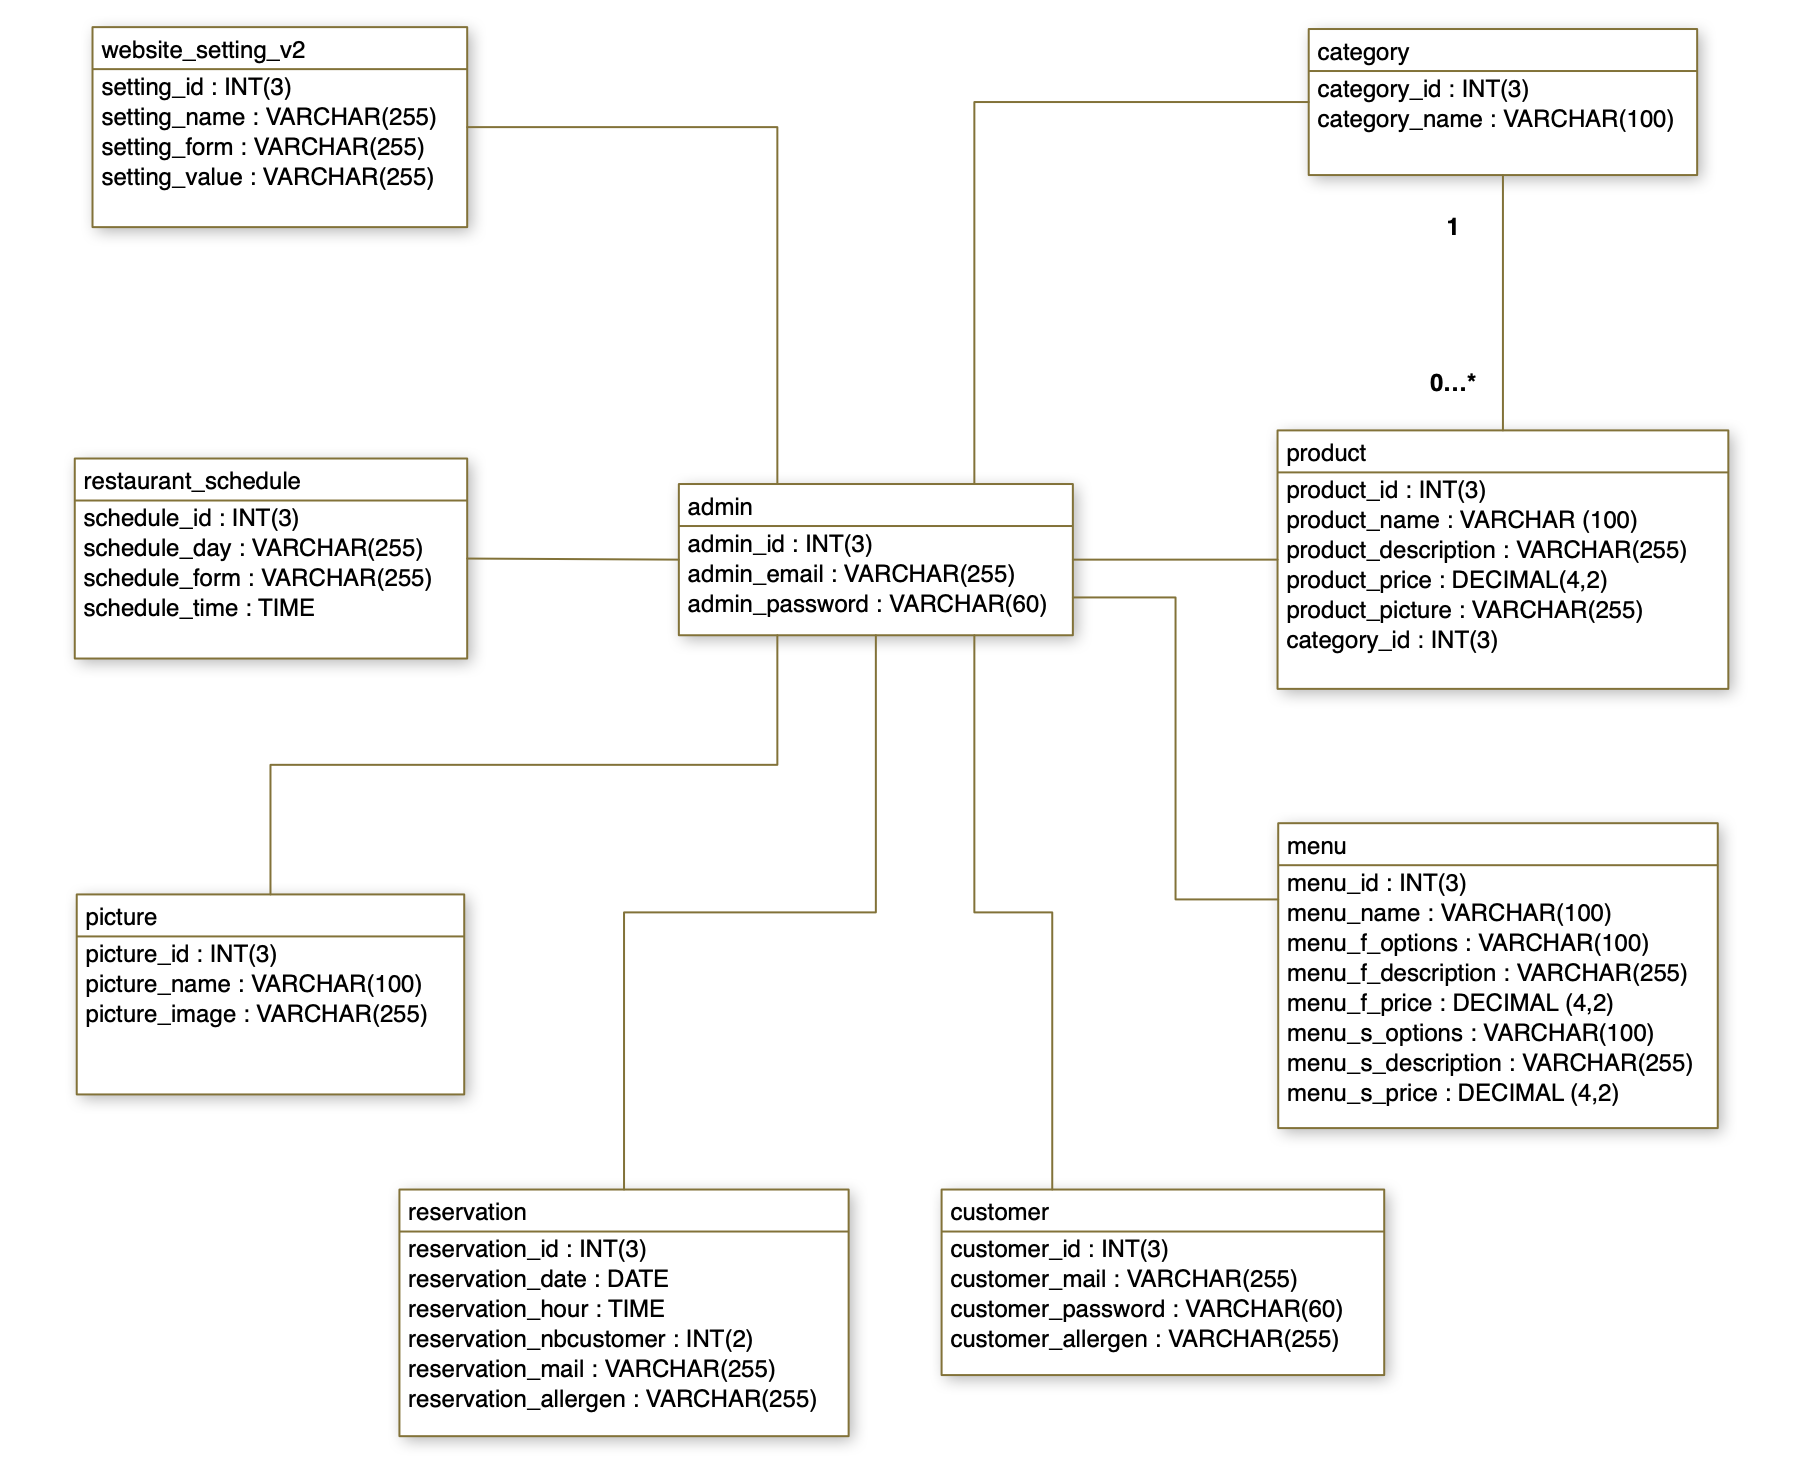 website_setting_v2
setting_id : INT(3)
setting_name : VARCHAR(255)
setting_form : VARCHAR(255)
setting_value : VARCHAR(255)
category
category_id : INT(3)
category_name : VARCHAR(100)
1
0...*
restaurant_schedule
schedule_id : INT(3)
schedule_day : VARCHAR(255)
schedule_form : VARCHAR(255)
schedule_time : TIME
admin
admin_id : INT(3)
admin_email : VARCHAR(255)
admin_password : VARCHAR(60)
product
product_id : INT(3)
product_name : VARCHAR (100)
product_description : VARCHAR(255)
product_price : DECIMAL(4,2)
product_picture : VARCHAR(255)
category_id : INT(3)
picture
picture_id : INT(3)
picture_name : VARCHAR(100)
picture_image : VARCHAR(255)
menu
menu_id : INT(3)
menu_name : VARCHAR(100)
menu_f_options : VARCHAR(100)
menu_f_description : VARCHAR(255)
menu_f_price : DECIMAL (4,2)
menu_s_options : VARCHAR(100)
menu_s_description : VARCHAR(255)
menu_s_price : DECIMAL (4,2)
reservation
reservation_id : INT(3)
reservation_date : DATE
reservation_hour : TIME
reservation_nbcustomer : INT(2)
reservation_mail : VARCHAR(255)
reservation_allergen : VARCHAR(255)
customer
customer_id : INT(3)
customer_mail : VARCHAR(255)
customer_password : VARCHAR(60)
customer_allergen : VARCHAR(255)